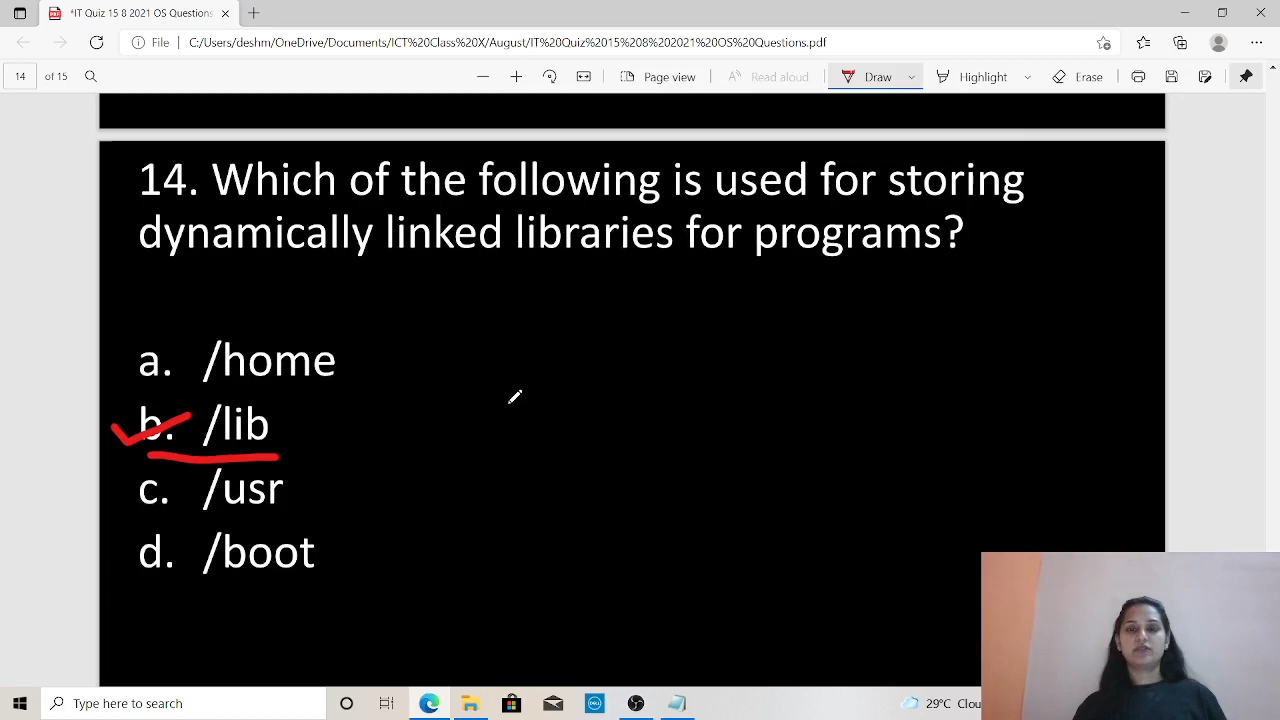 *IT Quiz 15 8 2021 OS Questions
File
C:/Users/deshm/OneDrive/Documents/ICT%20Class%20X/August/IT%20Quiz%2015%208%202021%20OS%20Questions.pdf
14 of 15
Page view
Read aloud
Draw
Highlight
Erase
14. Which of the following is used for storing
dynamically linked libraries for programs?
a. /home
b. /lib
c. /usr
d. /boot
Type here to search
29°C Clou